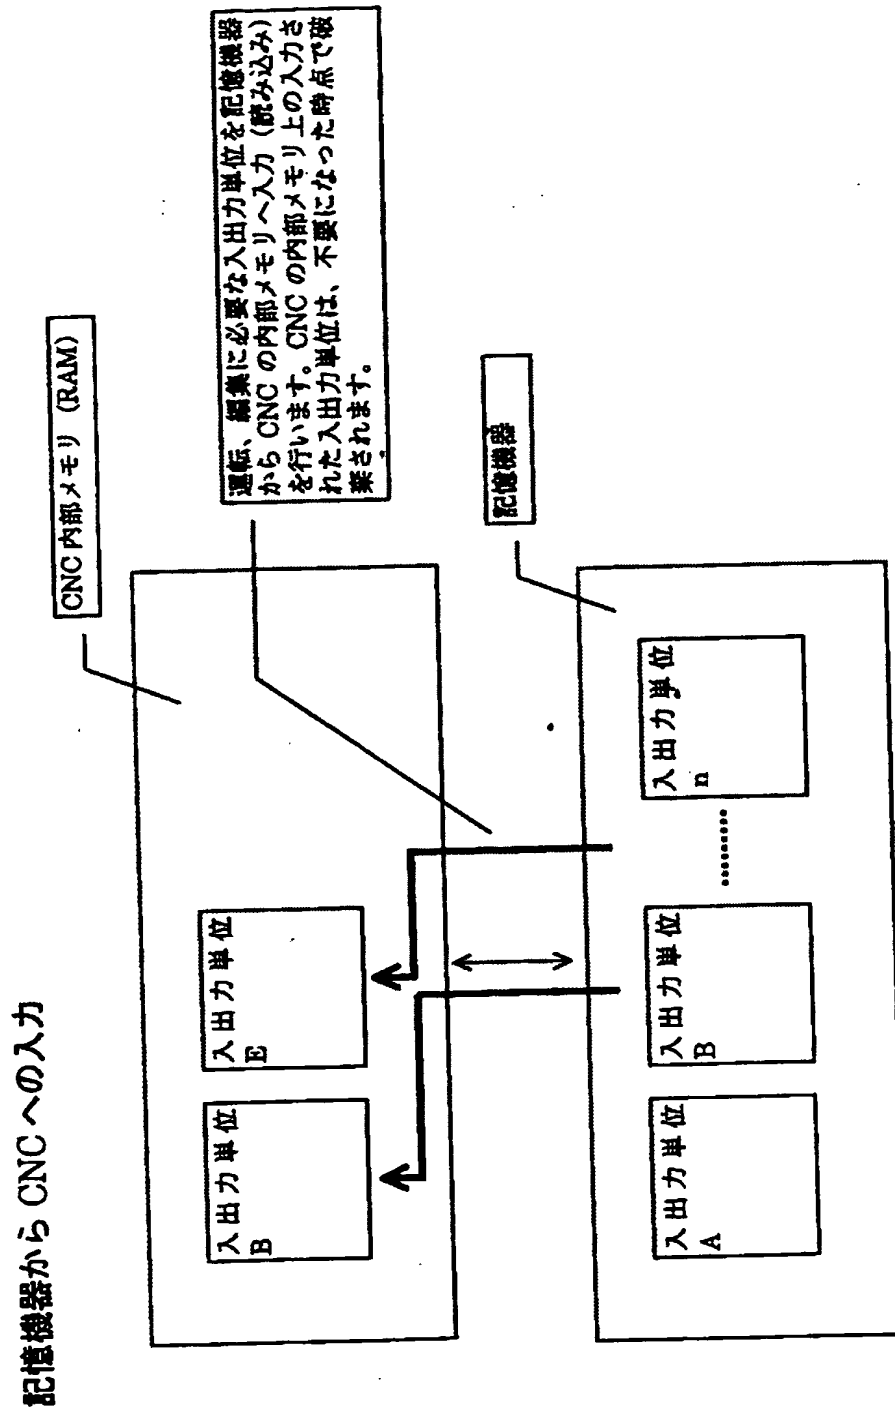 記憶機器から CNC への入力
CNC 内部メモリ (RAM)
入出力単位
B
入出力単位
E
運転、編集に必要な入出力単位を記憶機器
から CNC の内部メモリへ入力(読み込み)
を行います。CNC の内部メモリ上の入力さ
れた入出力単位は、不要になった時点で破
棄されます。
記憶機器
入出力単位
A
入出力単位
B
入出力単位
n